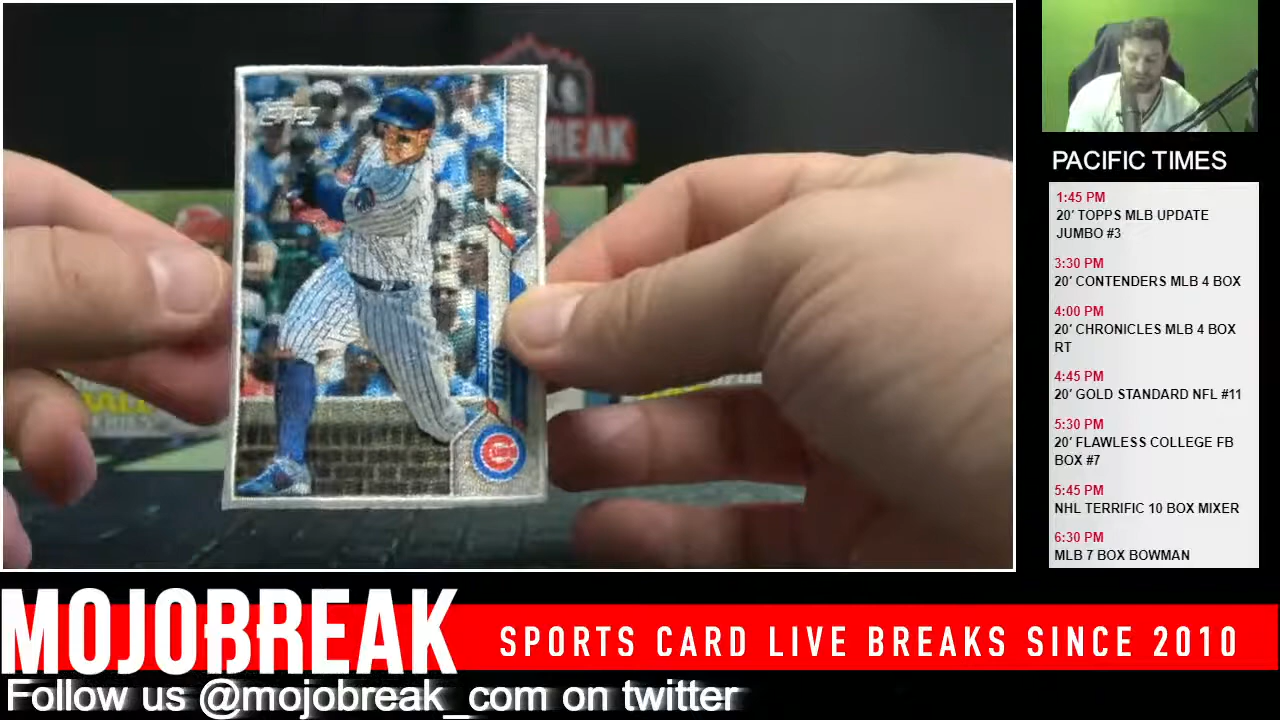 TOPPS
ANTHONY
BREAK
PACIFIC TIMES
1:45 PM
20' TOPPS MLB UPDATE
JUMBO #3
3:30 PM
20' CONTENDERS MLB 4 BOX
4:00 PM
20' CHRONICLES MLB 4 BOX
RT
4:45 PM
20' GOLD STANDARD NFL #11
5:30 PM
20' FLAWLESS COLLEGE FB
BOX #7
5:45 PM
NHL TERRIFIC 10 BOX MIXER
6:30 PM
MLB 7 BOX BOWMAN
MOJOBREAK
SPORTS CARD LIVE BREAKS SINCE 2010
Follow us @mojobreak_com on twitter